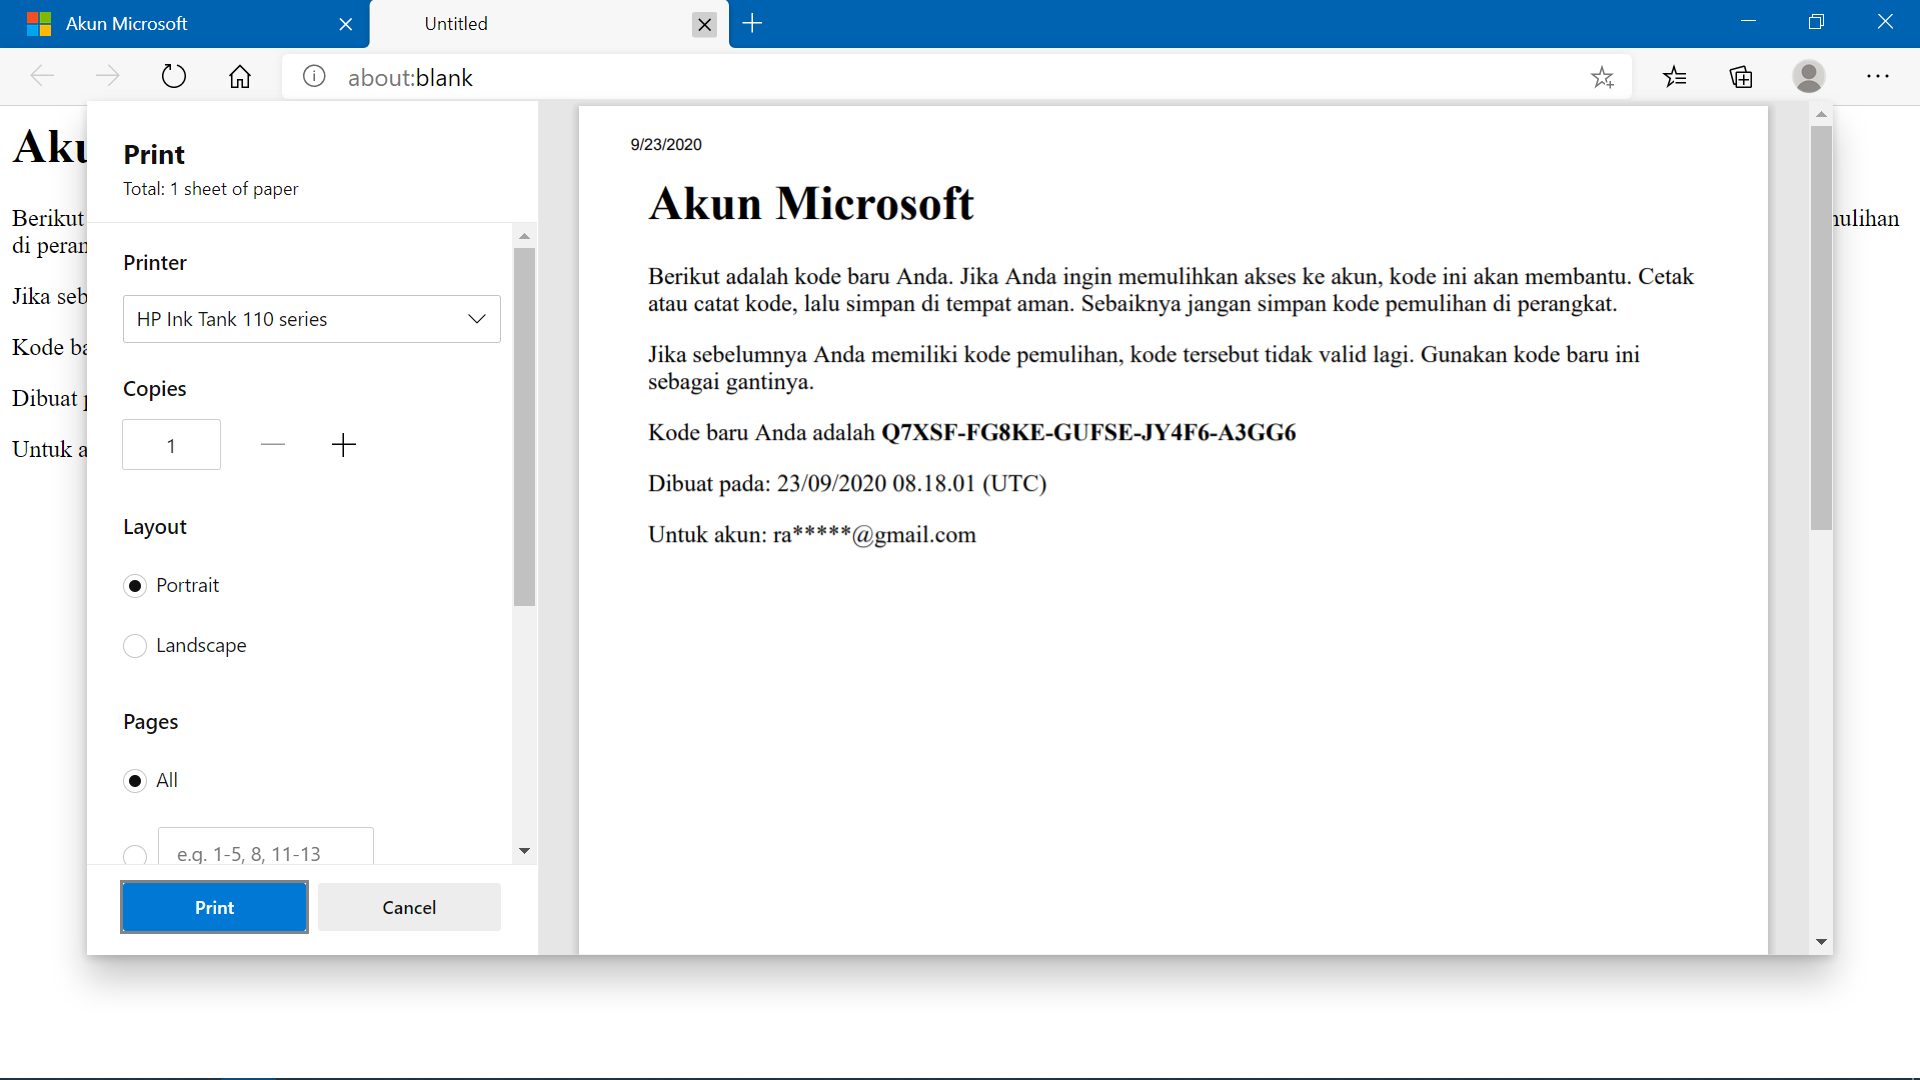 Akun Microsoft
Untitled
about:blank
Aku
Berikut
di peran
Jika seb
Kode ba
Dibuat
Untuk a
Print
Total: 1 sheet of paper
Printer
HP Ink Tank 110 series
Copies
1
Layout
Portrait
Landscape
Pages
All
e.g. 1-5, 8, 11-13
Print
Cancel
9/23/2020
Akun Microsoft
Berikut adalah kode baru Anda. Jika Anda ingin memulihkan akses ke akun, kode ini akan membantu. Cetak
atau catat kode, lalu simpan di tempat aman. Sebaiknya jangan simpan kode pemulihan di perangkat.
Jika sebelumnya Anda memiliki kode pemulihan, kode tersebut tidak valid lagi. Gunakan kode baru ini
sebagai gantinya.
Kode baru Anda adalah Q7XSF-FG8KE-GUFSE-JY4F6-A3GG6
Dibuat pada: 23/09/2020 08.18.01 (UTC)
Untuk akun: ra*****@gmail.com
ulihan